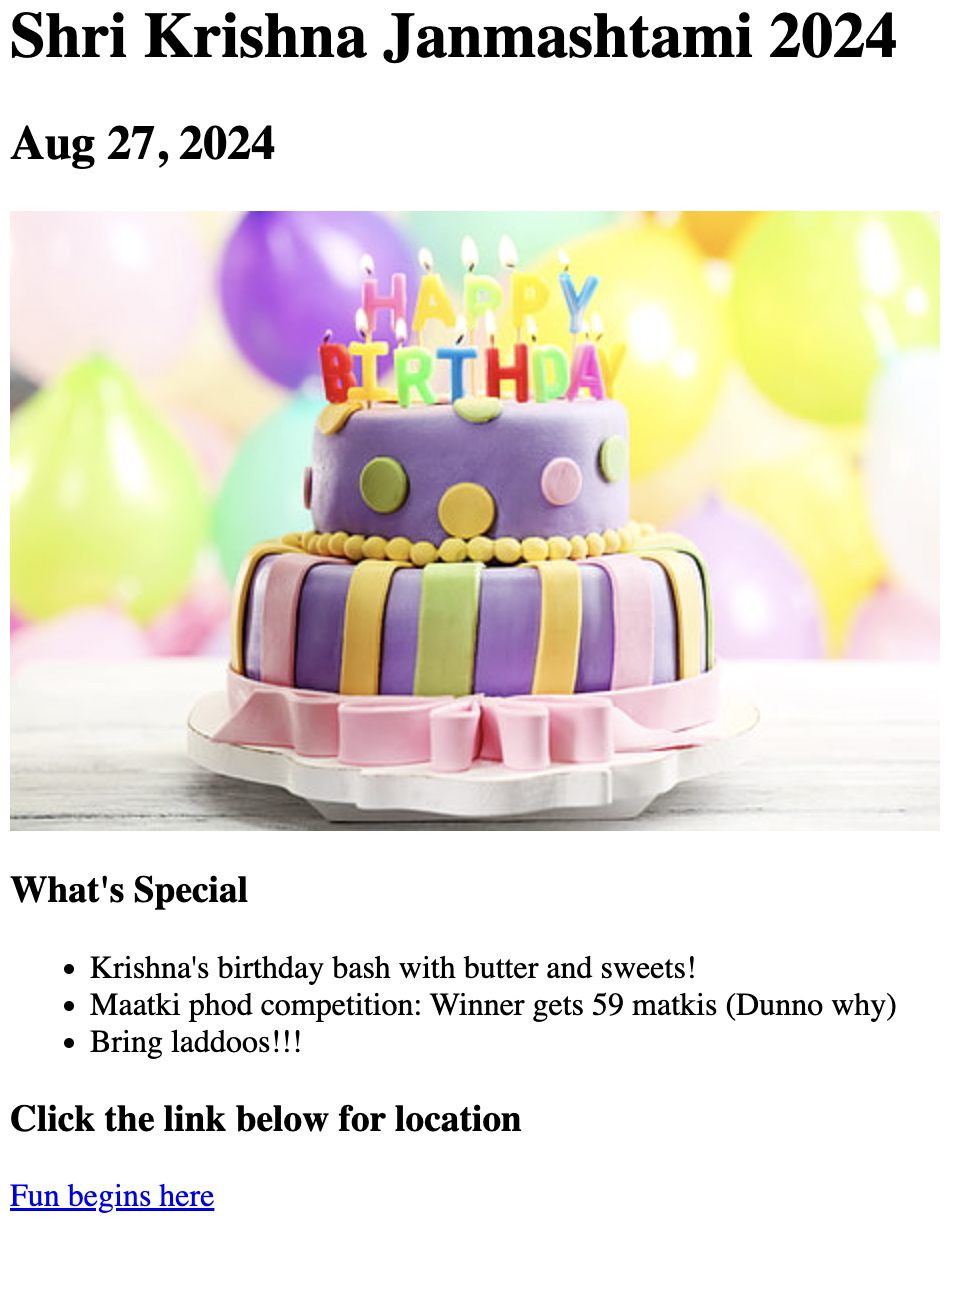 Shri Krishna Janmashtami 2024
Aug 27, 2024
HAPPY
BIRTHDAY
What's Special
Krishna's birthday bash with butter and sweets!
Maatki phod competition: Winner gets 59 matkis (Dunno why)
Bring laddoos!!!
Click the link below for location
Fun begins here